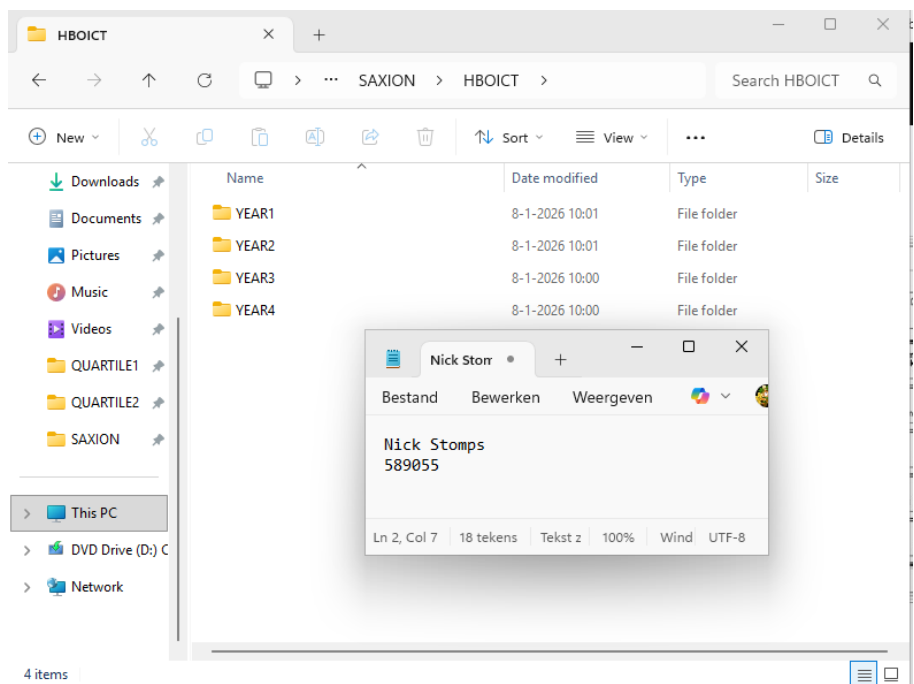 HBOICT
SAXION HBOICT
Search HBOICT
New
Sort
View
Details
Downloads
Documents
Pictures
Music
Videos
QUARTILE1
QUARTILE2
SAXION
This PC
DVD Drive (D:) C
Network
Name Date modified Type Size
YEAR1 8-1-2026 10:01 File folder
YEAR2 8-1-2026 10:01 File folder
YEAR3 8-1-2026 10:00 File folder
YEAR4 8-1-2026 10:00 File folder
Nick Stom
Bestand Bewerken Weergeven
Nick Stomps
589055
Ln 2, Col 7 18 tekens Tekst z 100% Wind UTF-8
4 items